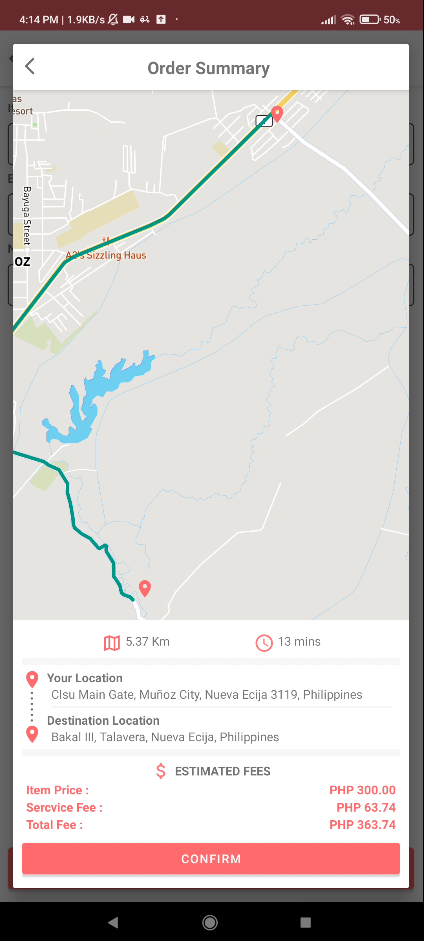 4:14 PM | 1.9KB/s
50%
Order Summary
as
esort
Bayuga Street
OZ
A2's Sizzling Haus
5.37 Km
13 mins
Your Location
Clsu Main Gate, Muñoz City, Nueva Ecija 3119, Philippines
Destination Location
Bakal III, Talavera, Nueva Ecija, Philippines
$ ESTIMATED FEES
Item Price : PHP 300.00
Sercvice Fee : PHP 63.74
Total Fee : PHP 363.74
CONFIRM